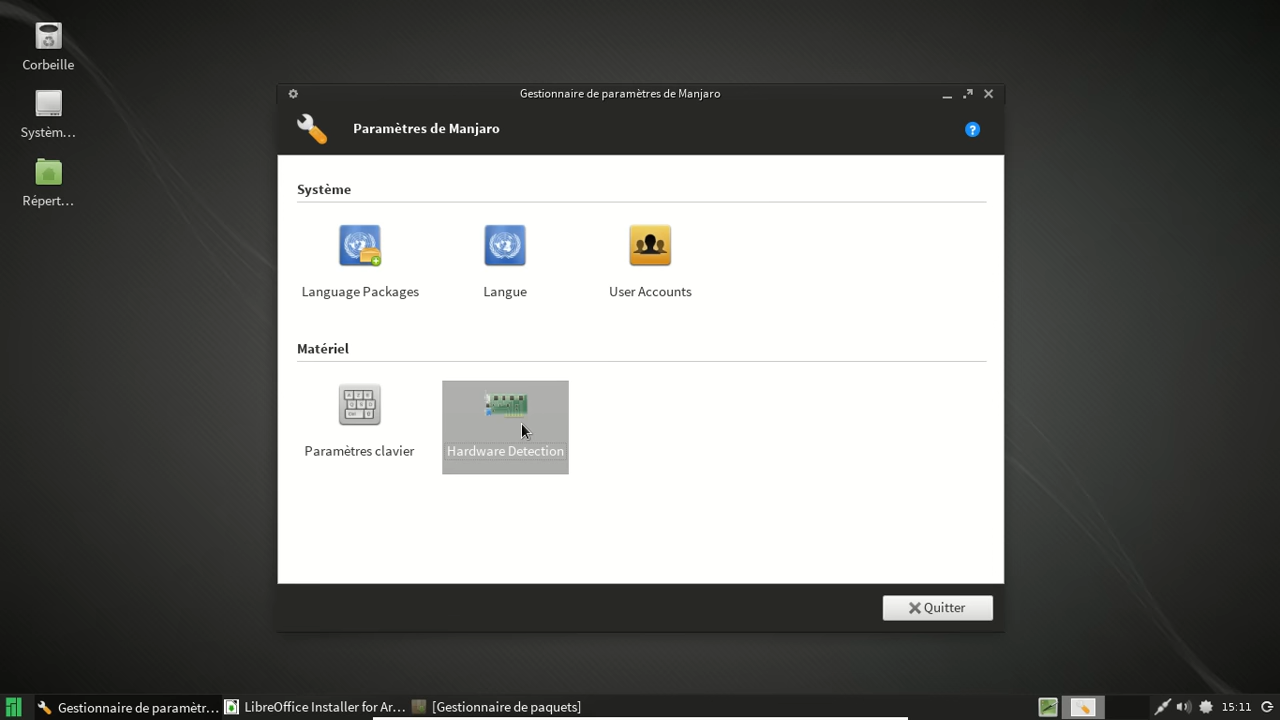 Corbeille
Systèm...
Répert...
Gestionnaire de paramètres de Manjaro
Paramètres de Manjaro
?
Système
Language Packages
Langue
User Accounts
Matériel
Paramètres clavier
Hardware Detection
Quitter
Gestionnaire de paramètr...
LibreOffice Installer for Ar...
[Gestionnaire de paquets]
15:11